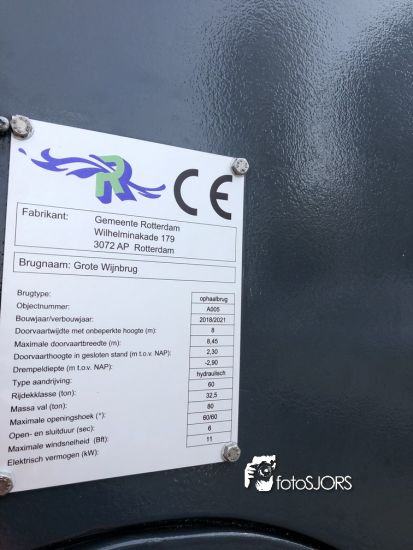 R
CE
Fabrikant: Gemeente Rotterdam
Wilhelminakade 179
3072 AP Rotterdam
Brugnaam: Grote Wijnbrug
Brugtype: ophaalbrug
Objectnummer: A005
Bouwjaar/verbouwjaar: 2018/2021
Doorvaartwijdte met onbeperkte hoogte (m): 8
Maximale doorvaartbreedte (m): 8,45
Doorvaarthoogte in gesloten stand (m t.o.v. NAP): 2,30
Drempeldiepte (m t.o.v. NAP): -2,90
Type aandrijving: hydraulisch
Rijdekklasse (ton): 60
Massa val (ton): 32,5
Maximale openingshoek (°): 80
Open- en sluitduur (sec): 60/60
Maximale windsnelheid (Bft): 6
Elektrisch vermogen (kW): 11
fotoSJORS